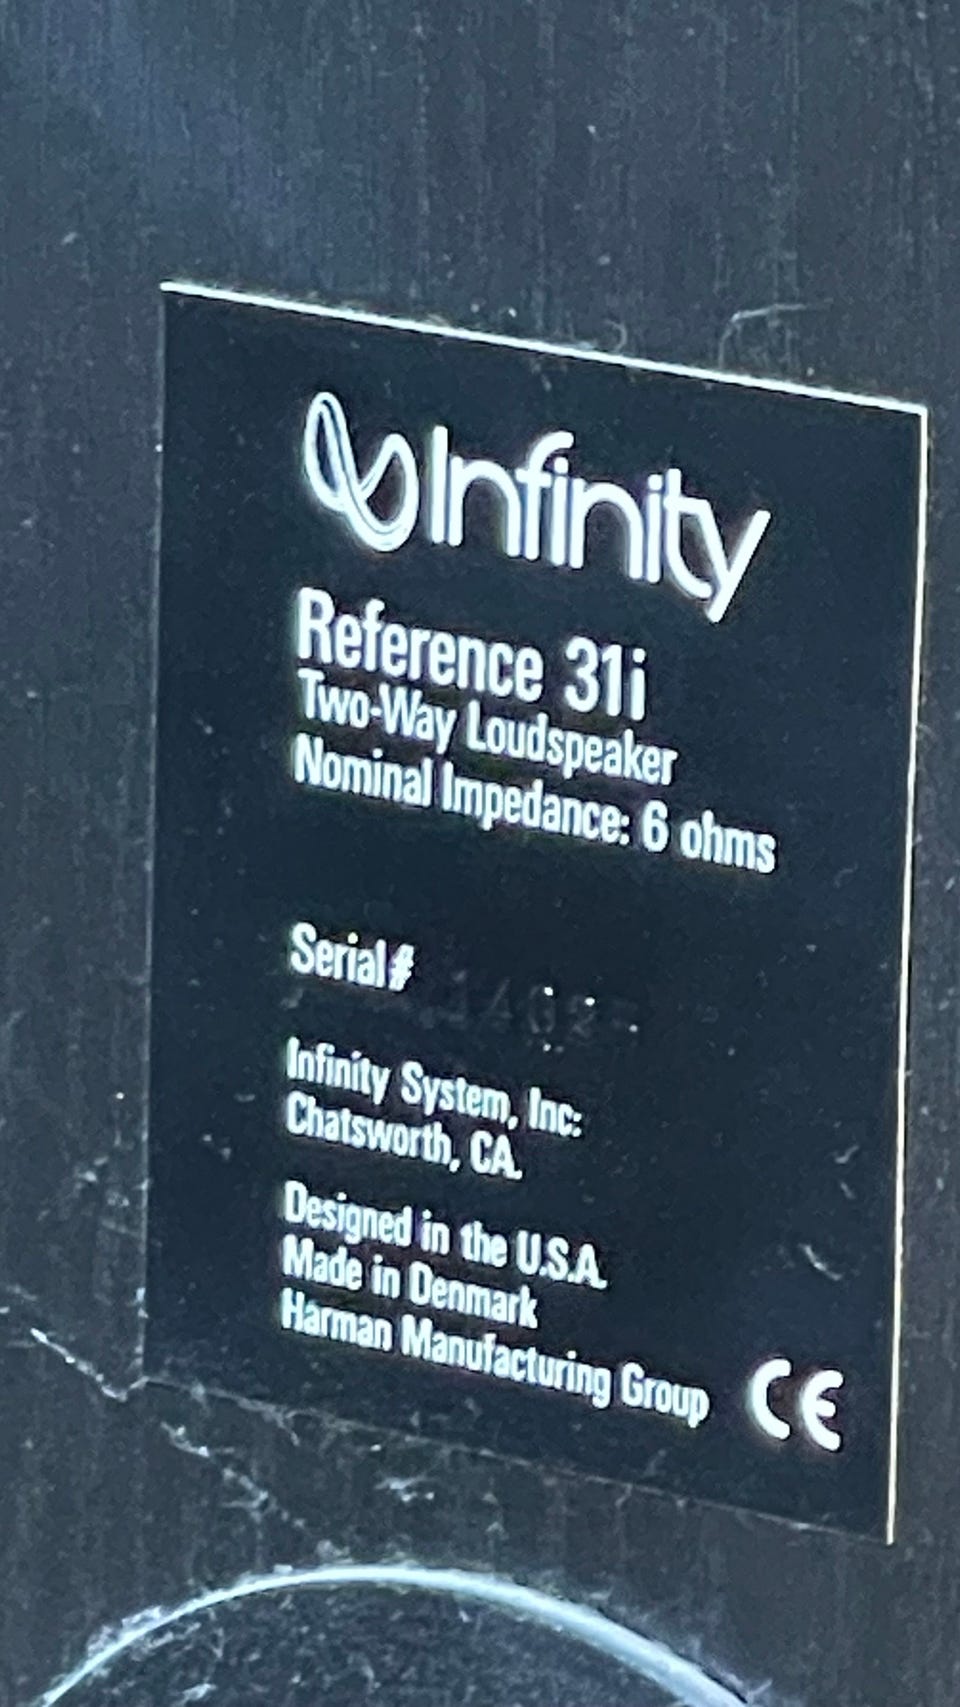 Infinity
Reference 31i
Two-Way Loudspeaker
Nominal Impedance: 6 ohms
Serial#
Infinity System, Inc:
Chatsworth, CA.
Designed in the U.S.A.
Made in Denmark
Harman Manufacturing Group
CE